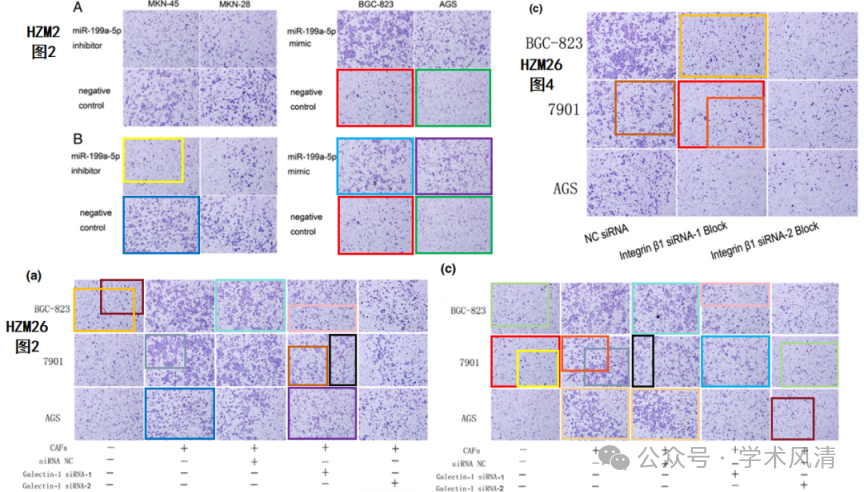 A
MKN-45 MKN-28
BGC-823 AGS
HZM2
图2
miR-199a-5p
inhibitor
miR-199a-5p
mimic
negative
control
negative
control
B
miR-199a-5p
inhibitor
miR-199a-5p
mimic
negative
control
negative
control
(c)
BGC-823
HZM26
图4
7901
AGS
NC siRNA
Integrin β1 siRNA-1 Block
Integrin β1 siRNA-2 Block
(a)
BGC-823
HZM26
图2
7901
AGS
CAFs — + + + +
siRNA NC — — + — —
Galectin-1 siRNA-1 — — — + —
Galectin-1 siRNA-2 — — — — +
(c)
BGC-823
7901
AGS
CAFs — + + + +
siRNA NC — —
Galectin-1 siRNA-1 — — — + —
Galectin-1 siRNA-2 — — — — +
公众号 · 学术风清